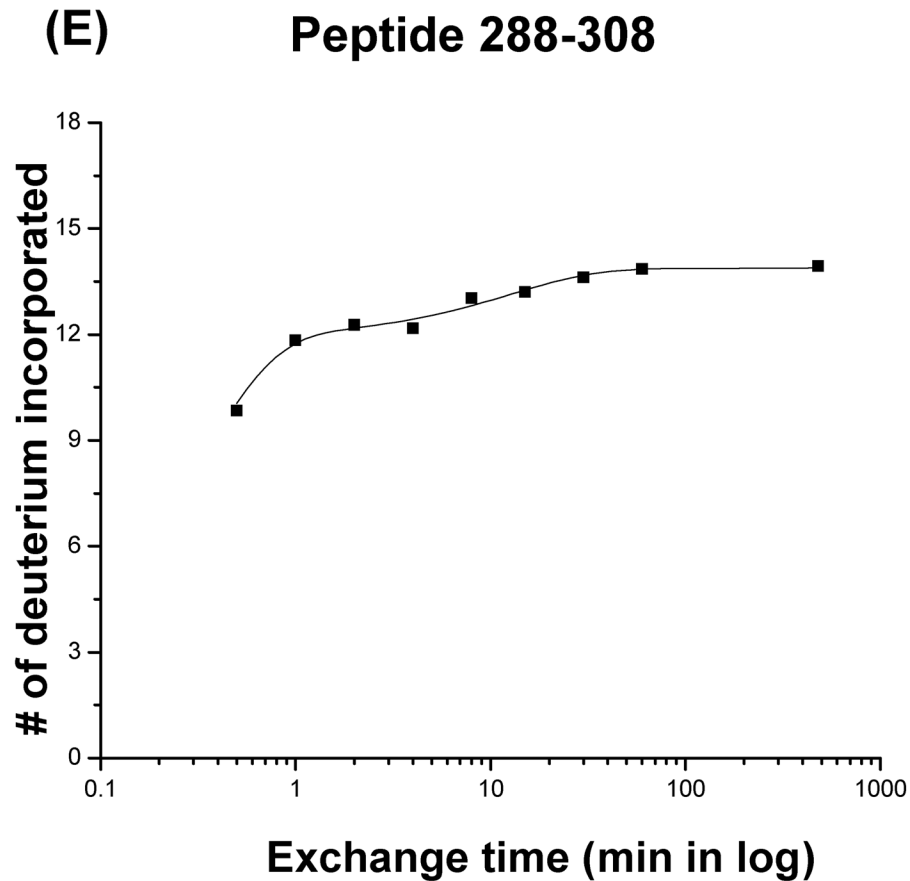 (E) Peptide 288-308
# of deuterium incorporated
18
15
12
9
6
3
0
0.1 1 10 100 1000
Exchange time (min in log)